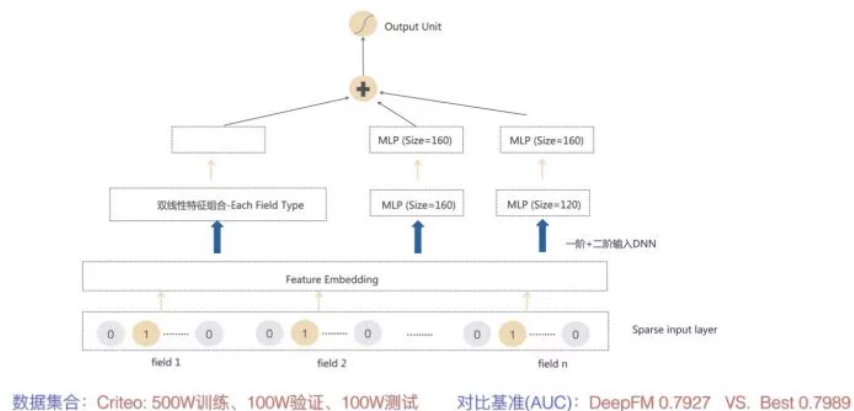 Output Unit
MLP (Size=160)
MLP (Size=160)
双线性特征组合-Each Field Type
MLP (Size=160)
MLP (Size=120)
一阶+二阶输入DNN
Feature Embedding
0 1 ......... 0 0 1 ......... 0 ......... 0 1 ......... 0
Sparse input layer
field 1
field 2
field n
数据集合：Criteo: 500W训练、100W验证、100W测试
对比基准(AUC)：DeepFM 0.7927 VS. Best 0.7989